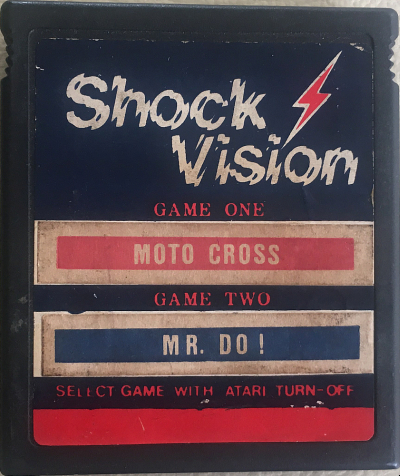 Shock
Vision
GAME ONE
MOTO CROSS
GAME TWO
MR. DO!
SELECT GAME WITH ATARI TURN-OFF